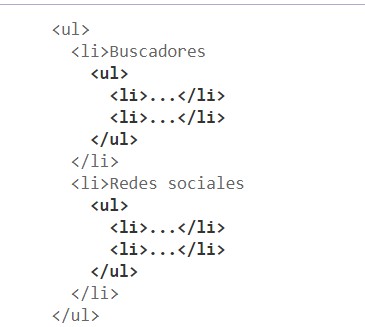 <ul>
<li>Buscadores
<ul>
<li>...</li>
<li>...</li>
</ul>
</li>
<li>Redes sociales
<ul>
<li>...</li>
<li>...</li>
</ul>
</li>
</ul>